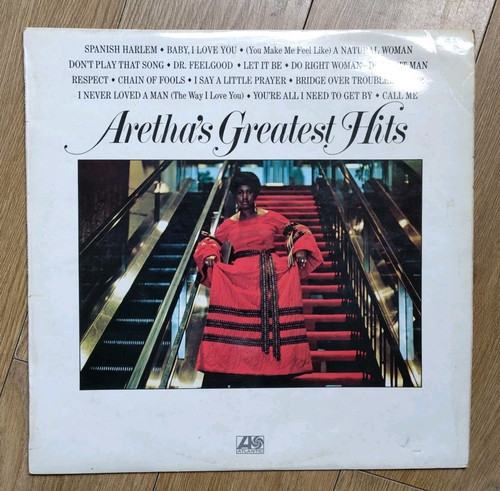 SPANISH HARLEM • BABY, I LOVE YOU • (You Make Me Feel Like) A NATURAL WOMAN
DON'T PLAY THAT SONG • DR. FEELGOOD • LET IT BE • DO RIGHT WOMAN- MAN
RESPECT • CHAIN OF FOOLS • I SAY A LITTLE PRAYER • BRIDGE OVER
I NEVER LOVED A MAN (The Way I Love You) • YOU'RE ALL I NEED TO GET BY • CALL ME
Aretha's Greatest Hits
ATLANTIC